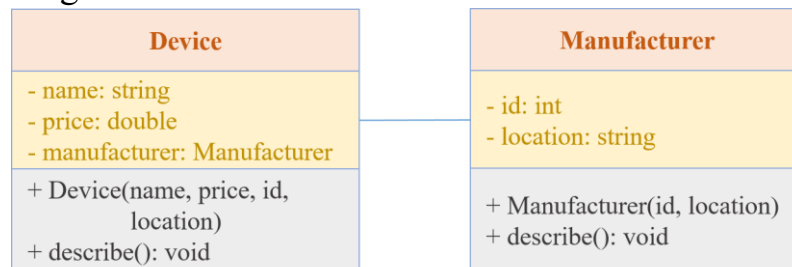 Device
- name: string
- price: double
- manufacturer: Manufacturer
+ Device(name, price, id,
location)
+ describe(): void
Manufacturer
- id: int
- location: string
+ Manufacturer(id, location)
+ describe(): void